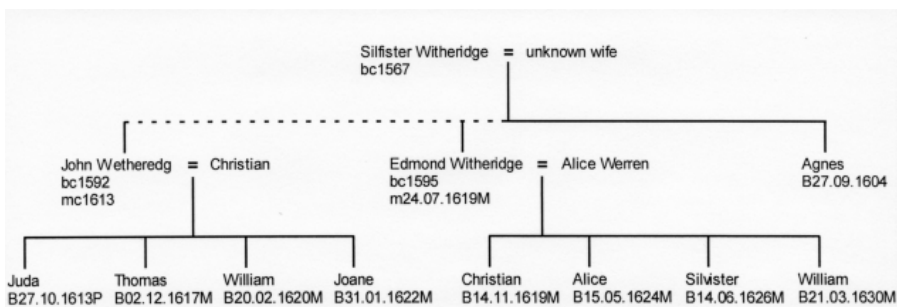 Silfister Witheridge = unknown wife
bc1567
John Wetheredg = Christian
bc1592
mc1613
Edmond Witheridge = Alice Werren
bc1595
m24.07.1619M
Agnes
B27.09.1604
Juda
B27.10.1613P
Thomas
B02.12.1617M
William
B20.02.1620M
Joane
B31.01.1622M
Christian
B14.11.1619M
Alice
B15.05.1624M
Silvister
B14.06.1626M
William
B21.03.1630M